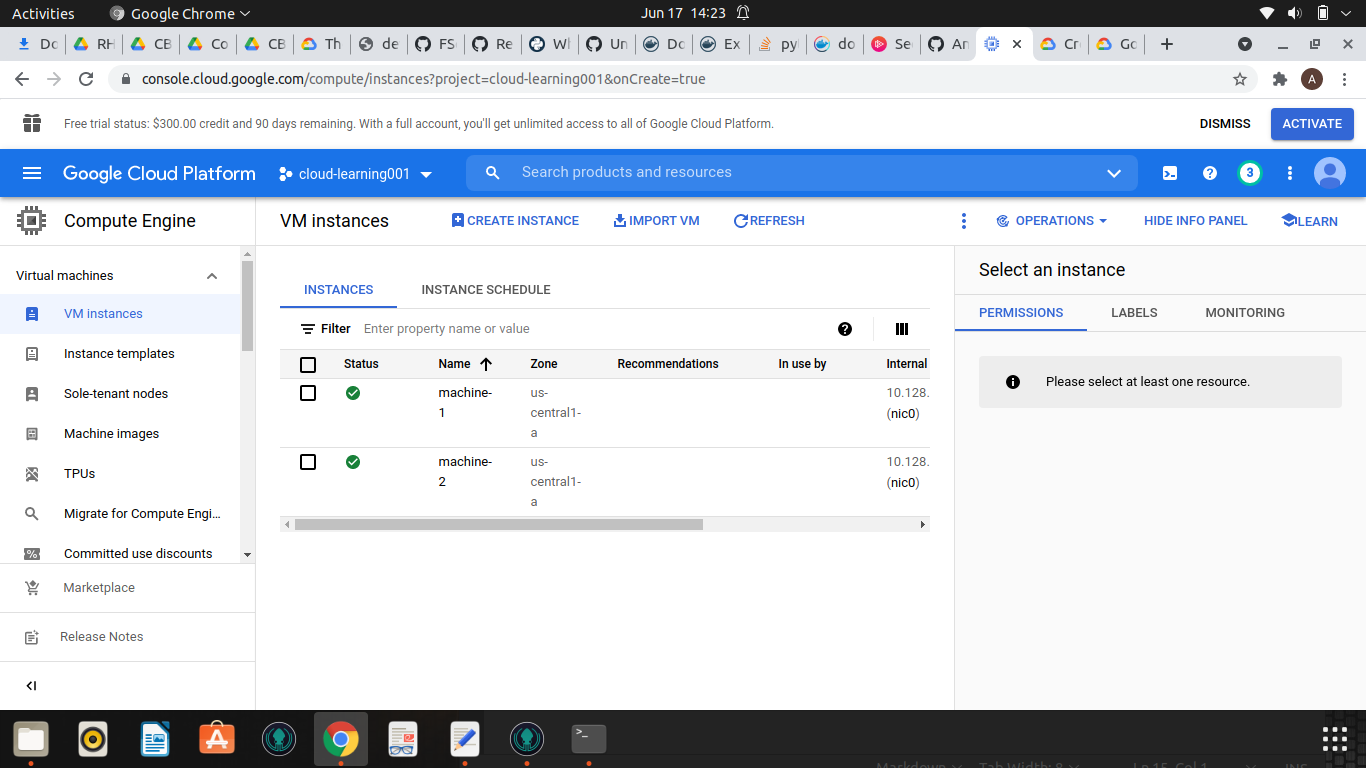 Activities Google Chrome Jun 17 14:23
Do RH CB Co CB Th de FS Re Wh Un Do Ex pyl do Se An Cr Go
console.cloud.google.com/compute/instances?project=cloud-learning001&onCreate=true A
Free trial status: $300.00 credit and 90 days remaining. With a full account, you'll get unlimited access to all of Google Cloud Platform. DISMISS ACTIVATE
Google Cloud Platform cloud-learning001 Search products and resources 3
Compute Engine VM instances CREATE INSTANCE IMPORT VM REFRESH OPERATIONS HIDE INFO PANEL LEARN
Virtual machines
VM instances
Instance templates
Sole-tenant nodes
Machine images
TPUs
Migrate for Compute Engi...
Committed use discounts
Marketplace
Release Notes
INSTANCES INSTANCE SCHEDULE
Filter Enter property name or value
Status Name Zone Recommendations In use by Internal
machine-1 us-central1-a 10.128. (nic0)
machine-2 us-central1-a 10.128. (nic0)
Select an instance
PERMISSIONS LABELS MONITORING
Please select at least one resource.